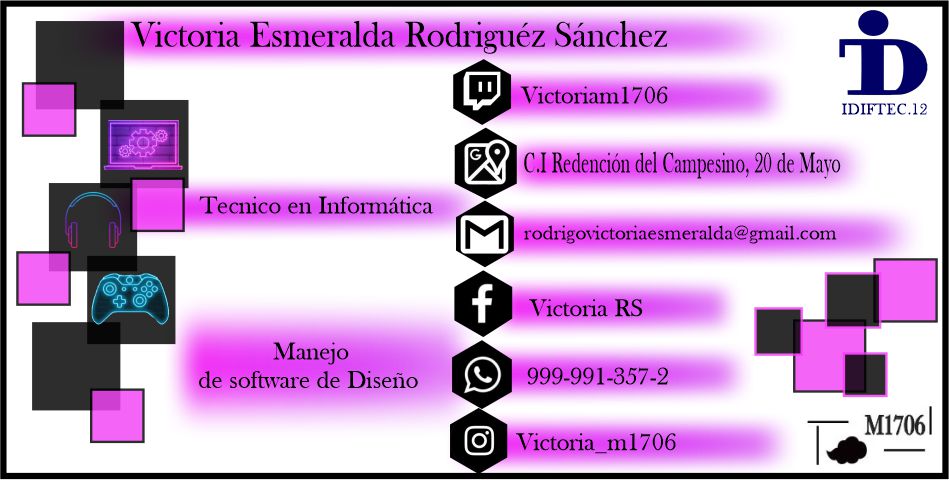 Victoria Esmeralda Rodriguéz Sánchez
IDIFTEC.12
Victoriam1706
C.I Redención del Campesino, 20 de Mayo
Tecnico en Informática
rodrigovictoriaesmeralda@gmail.com
Victoria RS
Manejo
de software de Diseño
999-991-357-2
Victoria_m1706
M1706